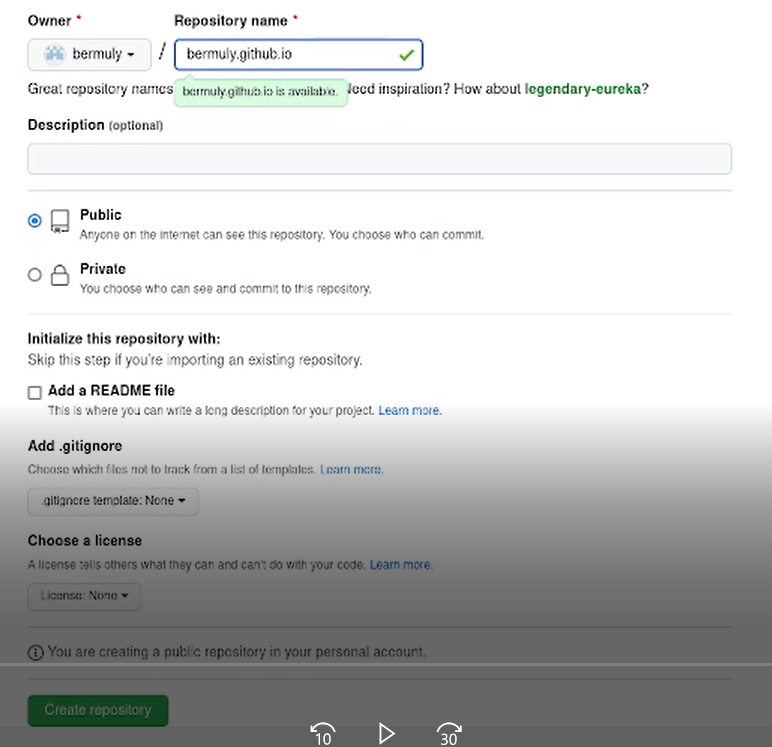 Owner *
Repository name *
bermuly / bermuly.github.io
Great repository names bermuly.github.io is available. Need inspiration? How about legendary-eureka?
Description (optional)
Public
Anyone on the internet can see this repository. You choose who can commit.
Private
You choose who can see and commit to this repository.
Initialize this repository with:
Skip this step if you're importing an existing repository.
Add a README file
This is where you can write a long description for your project. Learn more.
Add .gitignore
Choose which files not to track from a list of templates. Learn more.
.gitignore template: None
Choose a license
A license tells others what they can and can't do with your code. Learn more.
License: None
You are creating a public repository in your personal account.
Create repository
10
30